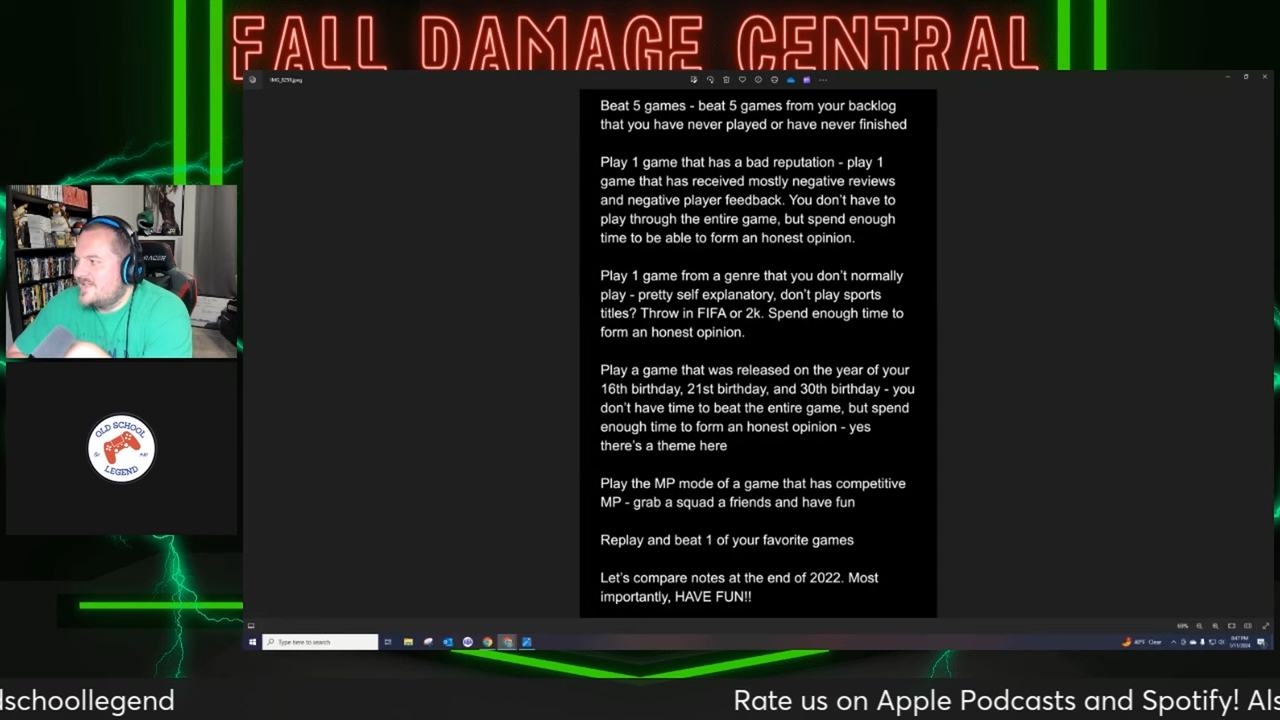 FALL DAMAGE CENTRAL
IMG_5259.jpeg
Beat 5 games - beat 5 games from your backlog
that you have never played or have never finished
Play 1 game that has a bad reputation - play 1
game that has received mostly negative reviews
and negative player feedback. You don't have to
play through the entire game, but spend enough
time to be able to form an honest opinion.
Play 1 game from a genre that you don't normally
play - pretty self explanatory, don't play sports
titles? Throw in FIFA or 2k. Spend enough time to
form an honest opinion.
Play a game that was released on the year of your
16th birthday, 21st birthday, and 30th birthday - you
don't have time to beat the entire game, but spend
enough time to form an honest opinion - yes
there's a theme here
Play the MP mode of a game that has competitive
MP - grab a squad a friends and have fun
Replay and beat 1 of your favorite games
Let's compare notes at the end of 2022. Most
importantly, HAVE FUN!!
RACER
OLD SCHOOL
LEGEND
Type here to search
Clear
8:47 PM
dschoollegend
Rate us on Apple Podcasts and Spotify! Als